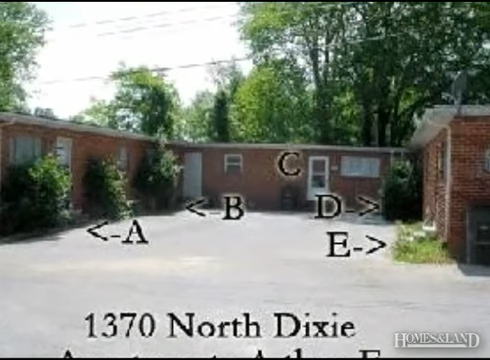 C
<-B
D->
<-A
E->
1370 North Dixie
HOMES&LAND